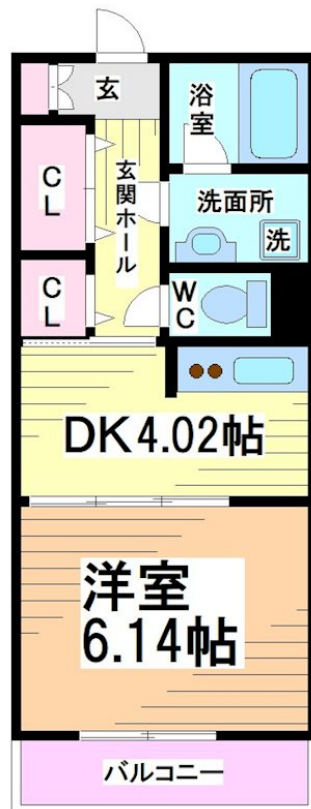 玄
浴室
CL
玄関ホール
洗面所
洗
CL
WC
DK4.02帖
洋室
6.14帖
バルコニー